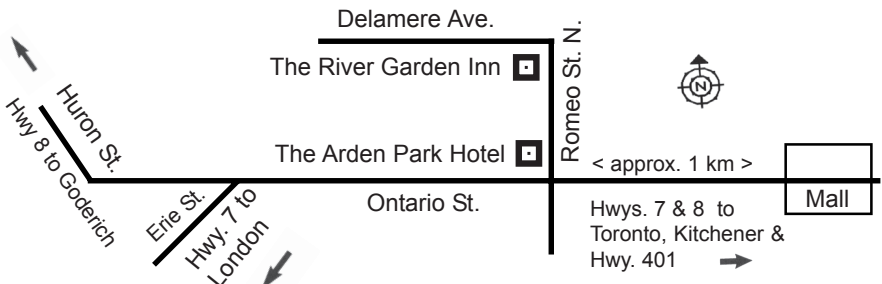 Delamere Ave.
The River Garden Inn
Romeo St. N.
N
Huron St.
Hwy 8 to Goderich
The Arden Park Hotel
< approx. 1 km >
Mall
Erie St.
Hwy. 7 to
London
Ontario St.
Hwys. 7 & 8 to
Toronto, Kitchener &
Hwy. 401